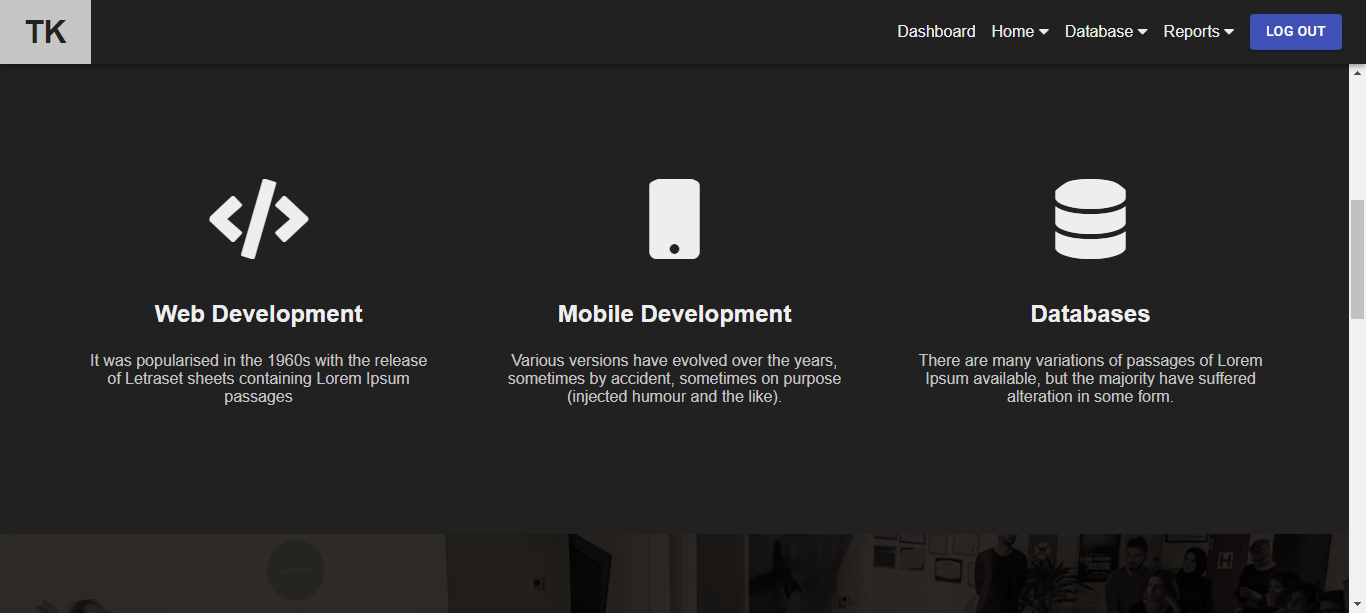 TK
Dashboard Home Database Reports LOG OUT
Web Development
It was popularised in the 1960s with the release
of Letraset sheets containing Lorem Ipsum
passages
Mobile Development
Various versions have evolved over the years,
sometimes by accident, sometimes on purpose
(injected humour and the like).
Databases
There are many variations of passages of Lorem
Ipsum available, but the majority have suffered
alteration in some form.